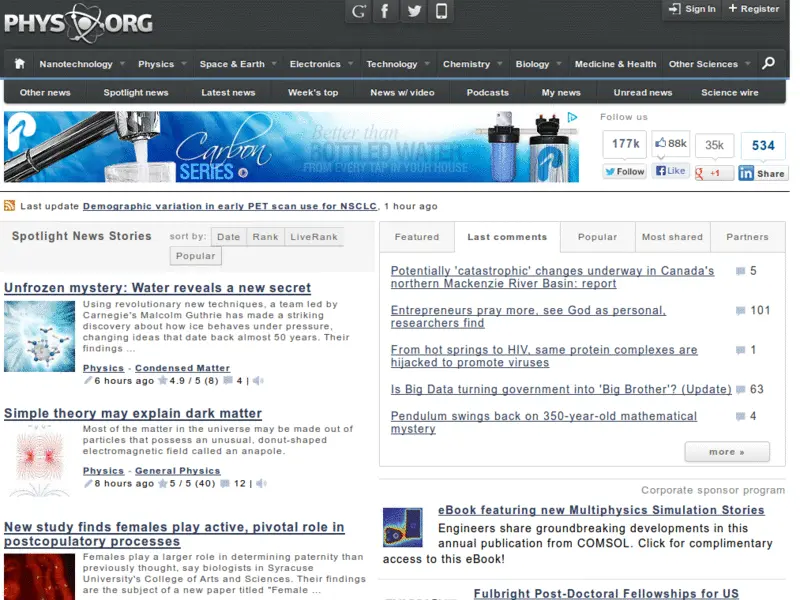 PHYS ORG
Sign In
Register
Nanotechnology
Physics
Space & Earth
Electronics
Technology
Chemistry
Biology
Medicine & Health
Other Sciences
Other news
Spotlight news
Latest news
Week's top
News w/ video
Podcasts
My news
Unread news
Science wire
Carbon
SERIES
Better than
BOTTLED WATER
FROM EVERY TAP IN YOUR HOUSE
Follow us
177k
88k
35k
534
Follow
Like
+1
Share
Last update Demographic variation in early PET scan use for NSCLC, 1 hour ago
Spotlight News Stories
sort by: Date Rank LiveRank
Popular
Unfrozen mystery: Water reveals a new secret
Using revolutionary new techniques, a team led by
Carnegie's Malcolm Guthrie has made a striking
discovery about how ice behaves under pressure,
changing ideas that date back almost 50 years. Their
findings ...
Physics - Condensed Matter
6 hours ago 4.9 / 5 (8) 4 |
Simple theory may explain dark matter
Most of the matter in the universe may be made out of
particles that possess an unusual, donut-shaped
electromagnetic field called an anapole.
Physics - General Physics
8 hours ago 5 / 5 (40) 12 |
New study finds females play active, pivotal role in
postcopulatory processes
Females play a larger role in determining paternity than
previously thought, say biologists in Syracuse
University's College of Arts and Sciences. Their findings
are the subject of a new paper titled "Female ...
Featured
Last comments
Popular
Most shared
Partners
Potentially 'catastrophic' changes underway in Canada's 5
northern Mackenzie River Basin: report
Entrepreneurs pray more, see God as personal, 101
researchers find
From hot springs to HIV, same protein complexes are 1
hijacked to promote viruses
Is Big Data turning government into 'Big Brother'? (Update) 63
Pendulum swings back on 350-year-old mathematical 4
mystery
more »
Corporate sponsor program
eBook featuring new Multiphysics Simulation Stories
Engineers share groundbreaking developments in this
annual publication from COMSOL. Click for complimentary
access to this eBook!
Fulbright Post-Doctoral Fellowships for US